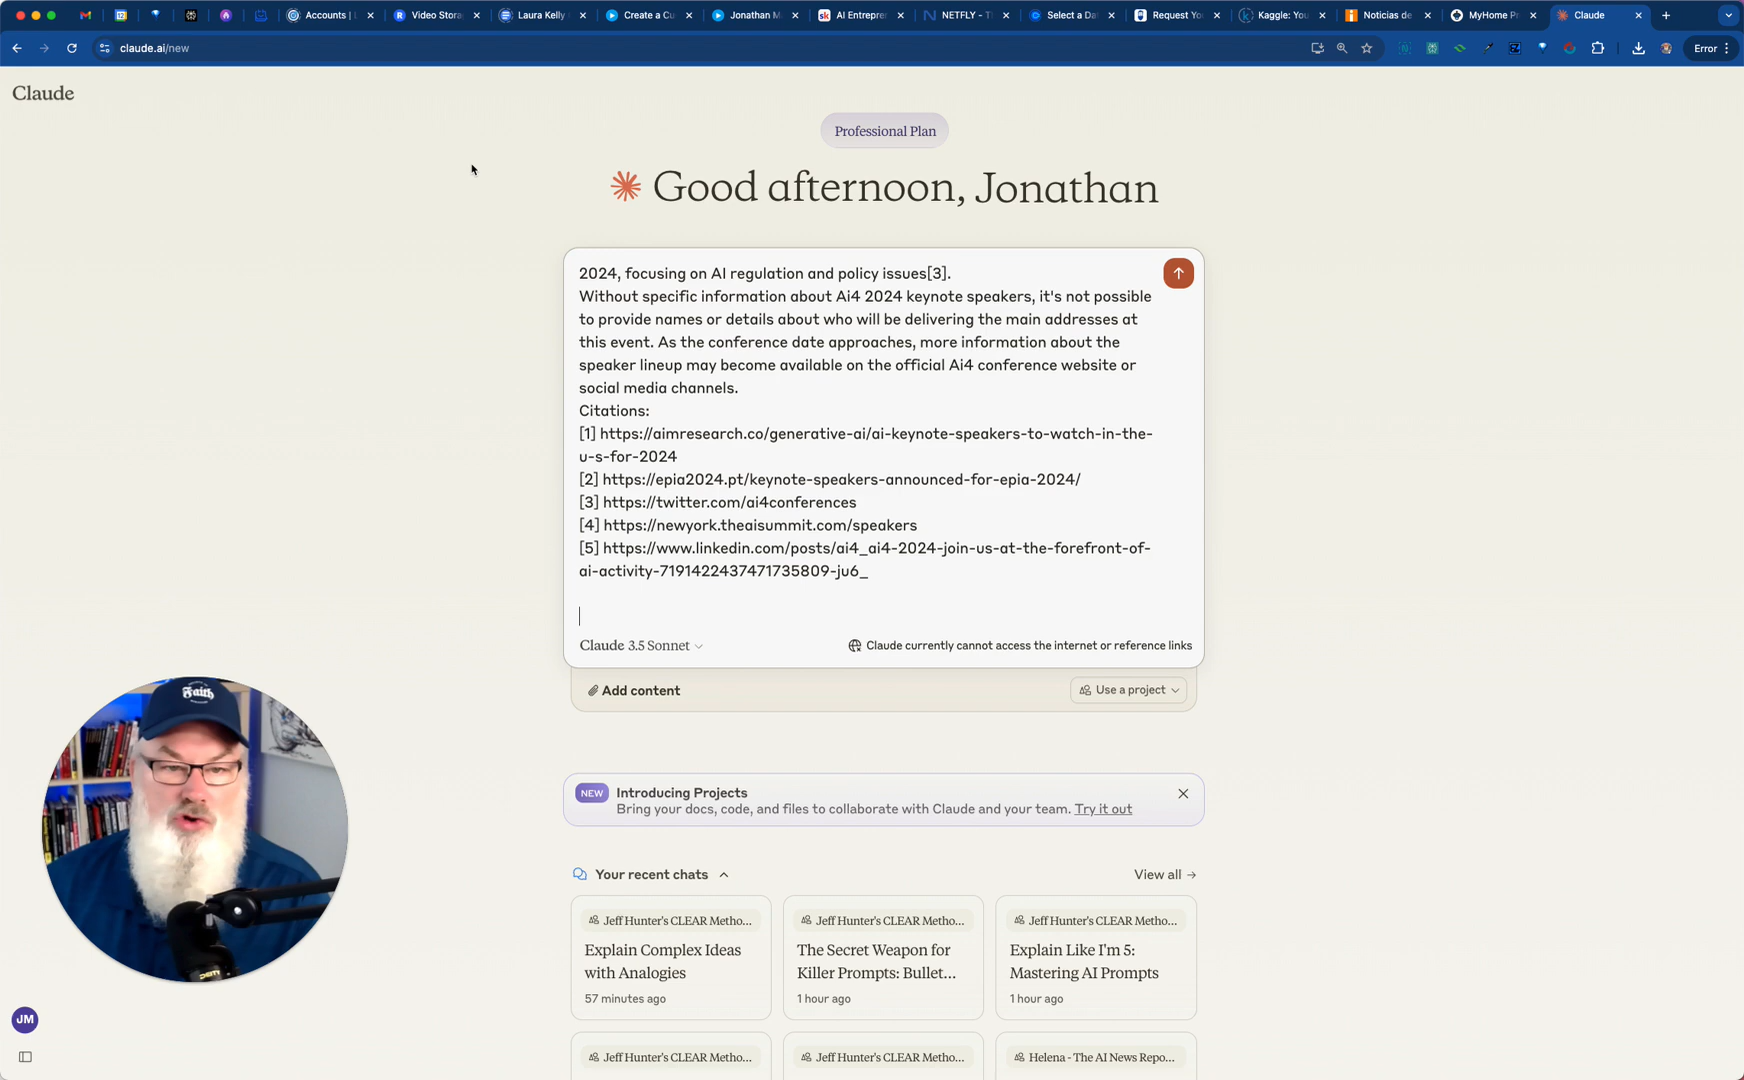 Accounts | L
Video Stora
Laura Kelly
Create a Cu
Jonathan M
AI Entrepre
NETFLY - T
Select a Da
Request Yo
Kaggle: You
Noticias de
MyHome Pr
Claude
claude.ai/new
Error
Claude
Professional Plan
Good afternoon, Jonathan
2024, focusing on AI regulation and policy issues[3].
Without specific information about Ai4 2024 keynote speakers, it's not possible
to provide names or details about who will be delivering the main addresses at
this event. As the conference date approaches, more information about the
speaker lineup may become available on the official Ai4 conference website or
social media channels.
Citations:
[1] https://aimresearch.co/generative-ai/ai-keynote-speakers-to-watch-in-the-
u-s-for-2024
[2] https://epia2024.pt/keynote-speakers-announced-for-epia-2024/
[3] https://twitter.com/ai4conferences
[4] https://newyork.theaisummit.com/speakers
[5] https://www.linkedin.com/posts/ai4_ai4-2024-join-us-at-the-forefront-of-
ai-activity-7191422437471735809-ju6_
Claude 3.5 Sonnet
Claude currently cannot access the internet or reference links
Add content
Use a project
NEW
Introducing Projects
Bring your docs, code, and files to collaborate with Claude and your team. Try it out
Your recent chats
View all →
Jeff Hunter's CLEAR Metho...
Explain Complex Ideas
with Analogies
57 minutes ago
Jeff Hunter's CLEAR Metho...
The Secret Weapon for
Killer Prompts: Bullet...
1 hour ago
Jeff Hunter's CLEAR Metho...
Explain Like I'm 5:
Mastering AI Prompts
1 hour ago
Jeff Hunter's CLEAR Metho...
Jeff Hunter's CLEAR Metho...
Helena - The AI News Repo...
Faith
JM